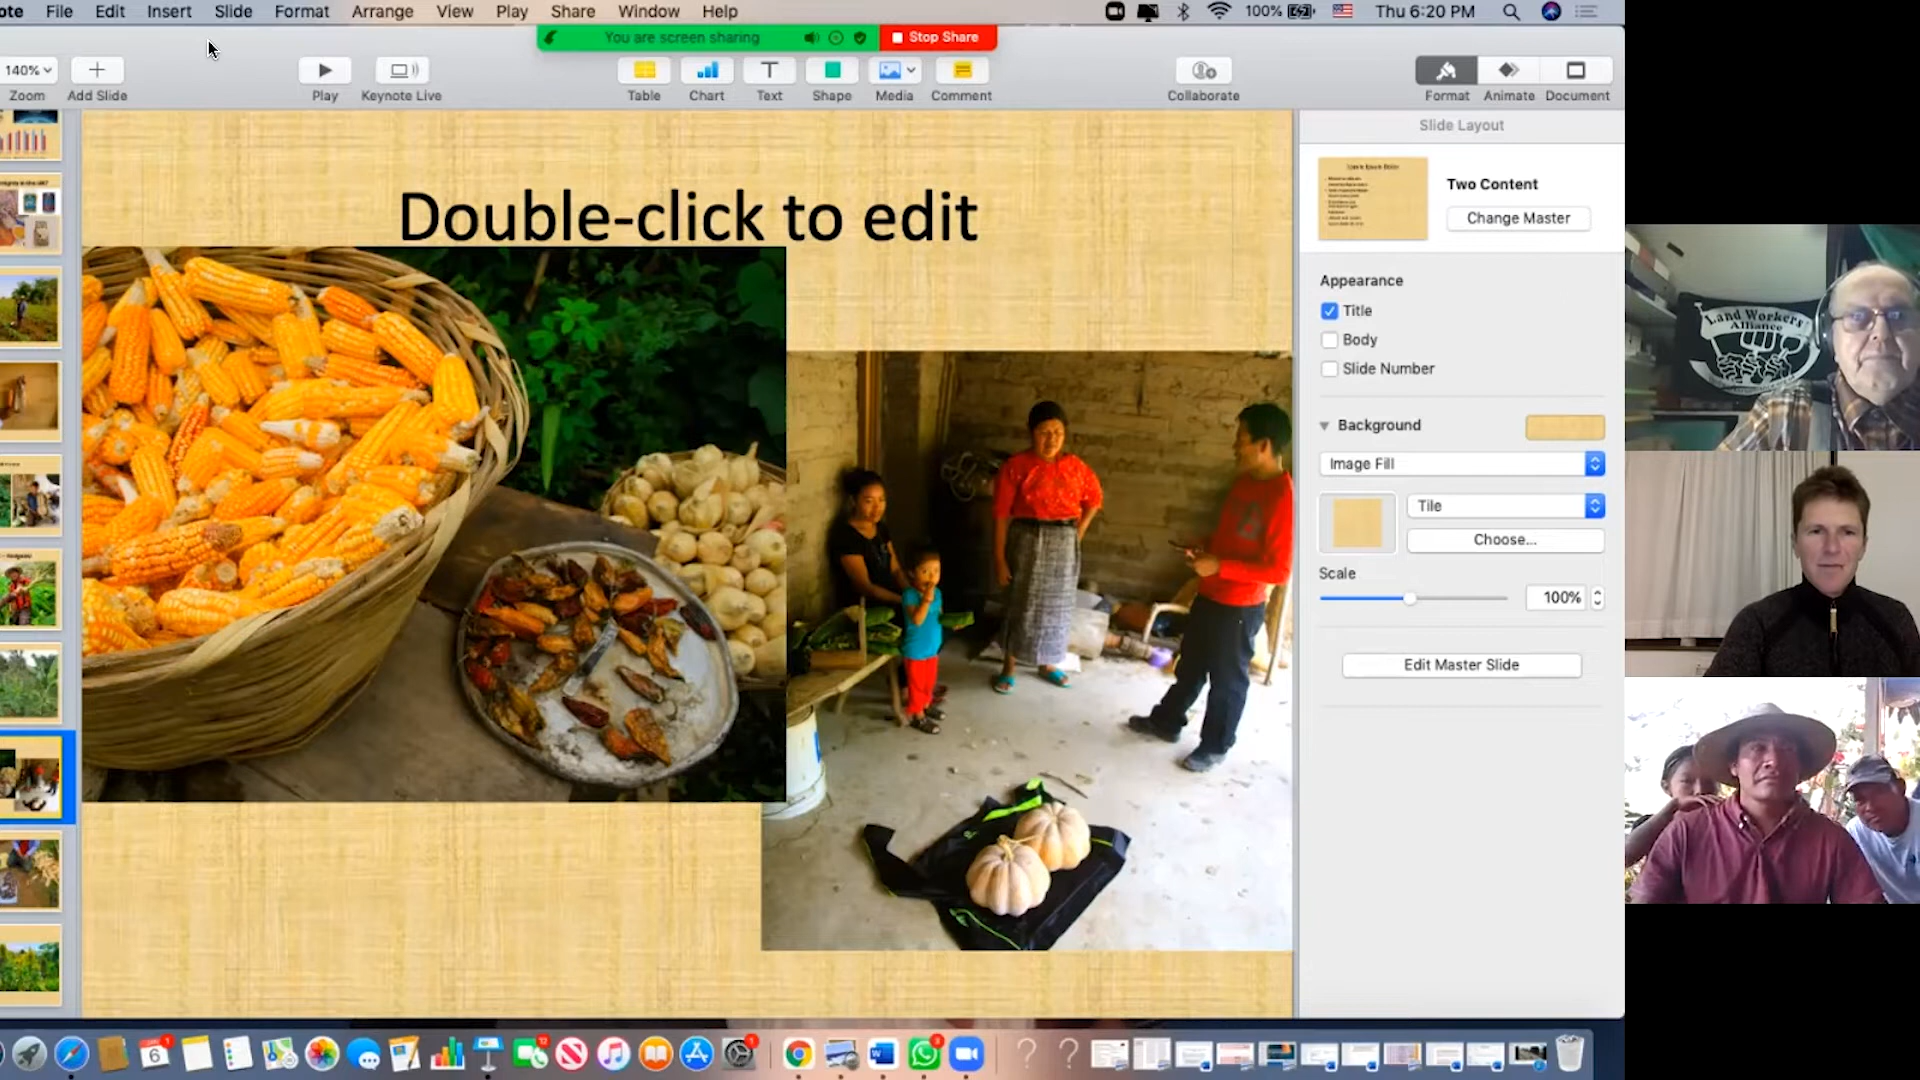 ote File Edit Insert Slide Format Arrange View Play Share Window Help 100% Thu 6:20 PM
You are screen sharing Stop Share
140%
Zoom Add Slide Play Keynote Live Table Chart Text Shape Media Comment Collaborate Format Animate Document
Slide Layout
Two Content
Change Master
Double-click to edit
Appearance
Title
Body
Slide Number
Background
Image Fill
Tile
Choose...
Scale
100%
Edit Master Slide
Land Workers
Alliance
6